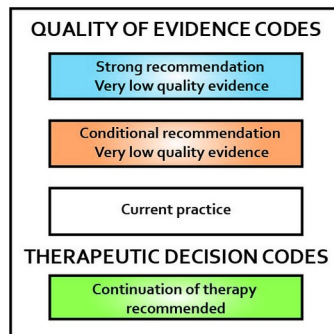 QUALITY OF EVIDENCE CODES
Strong recommendation
Very low quality evidence
Conditional recommendation
Very low quality evidence
Current practice
THERAPEUTIC DECISION CODES
Continuation of therapy
recommended